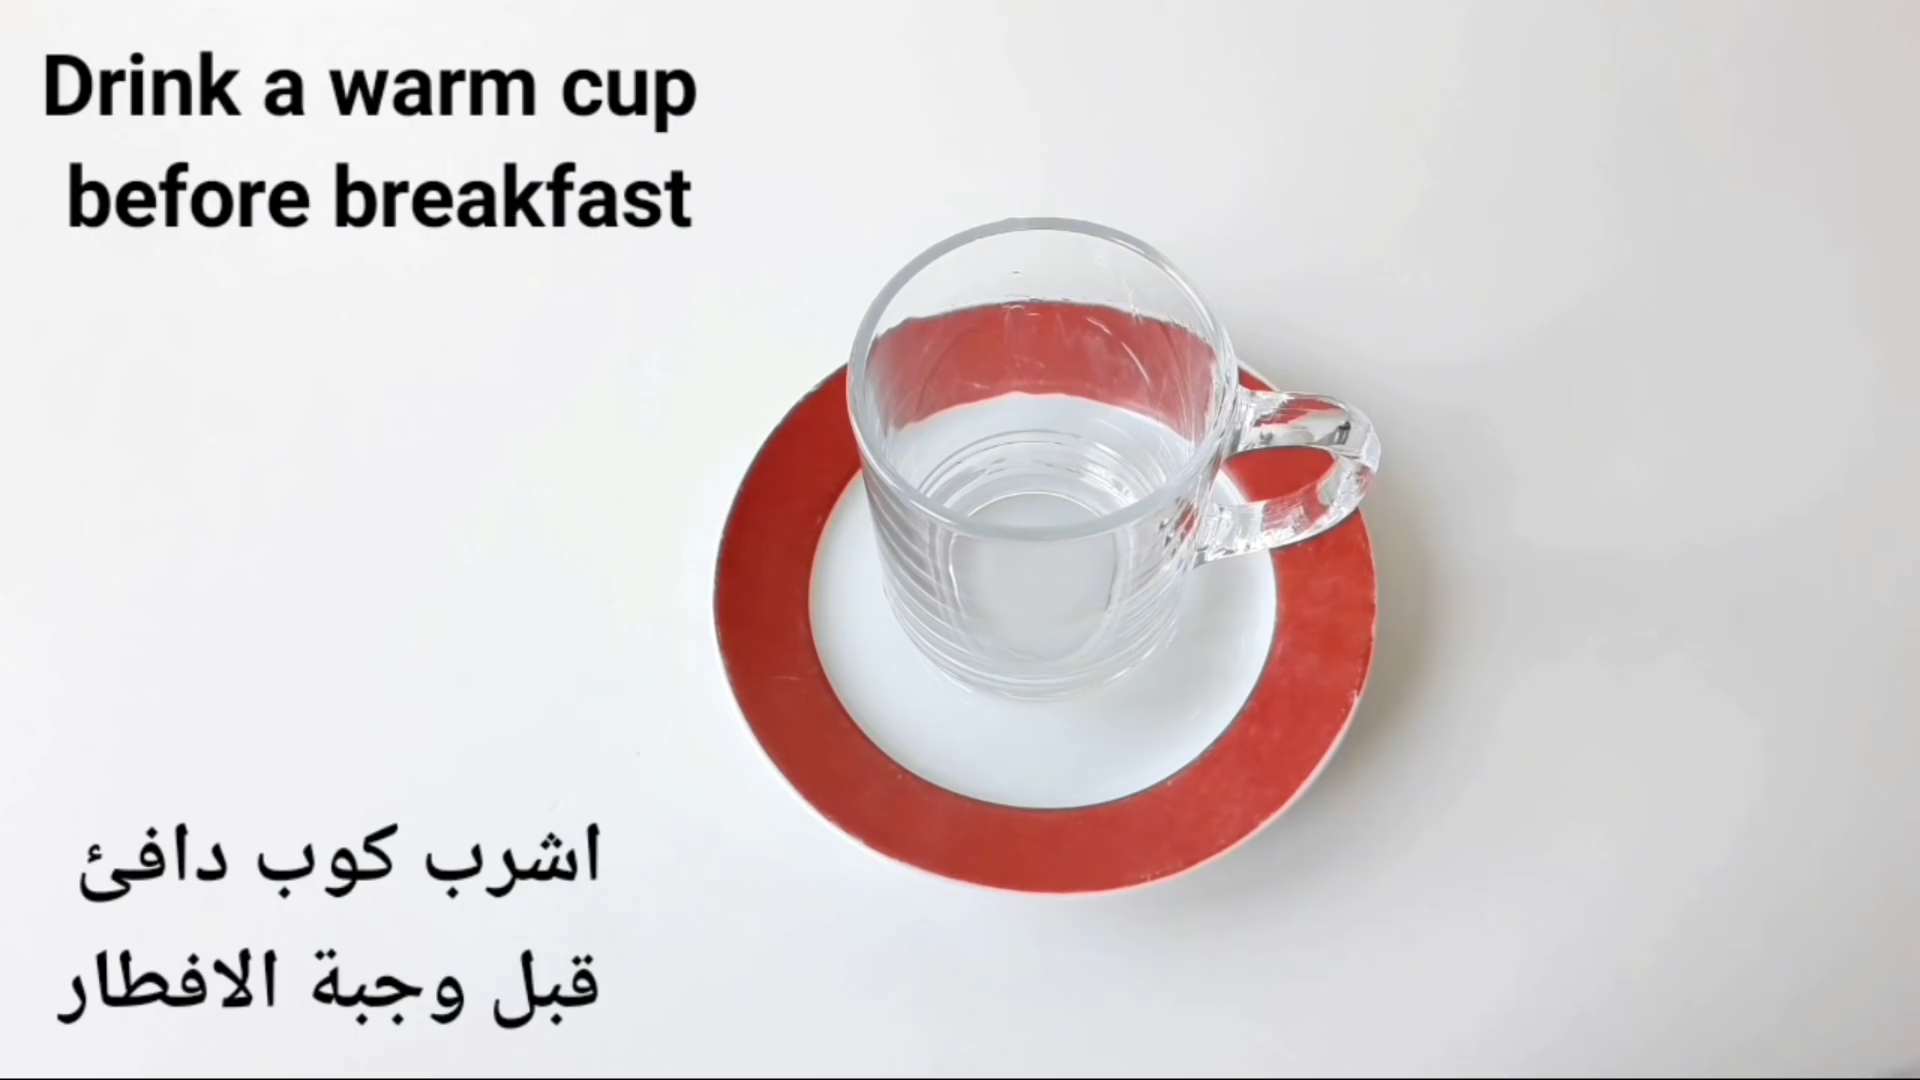 Drink a warm cup
before breakfast
اشرب كوب دافئ
قبل وجبة الافطار